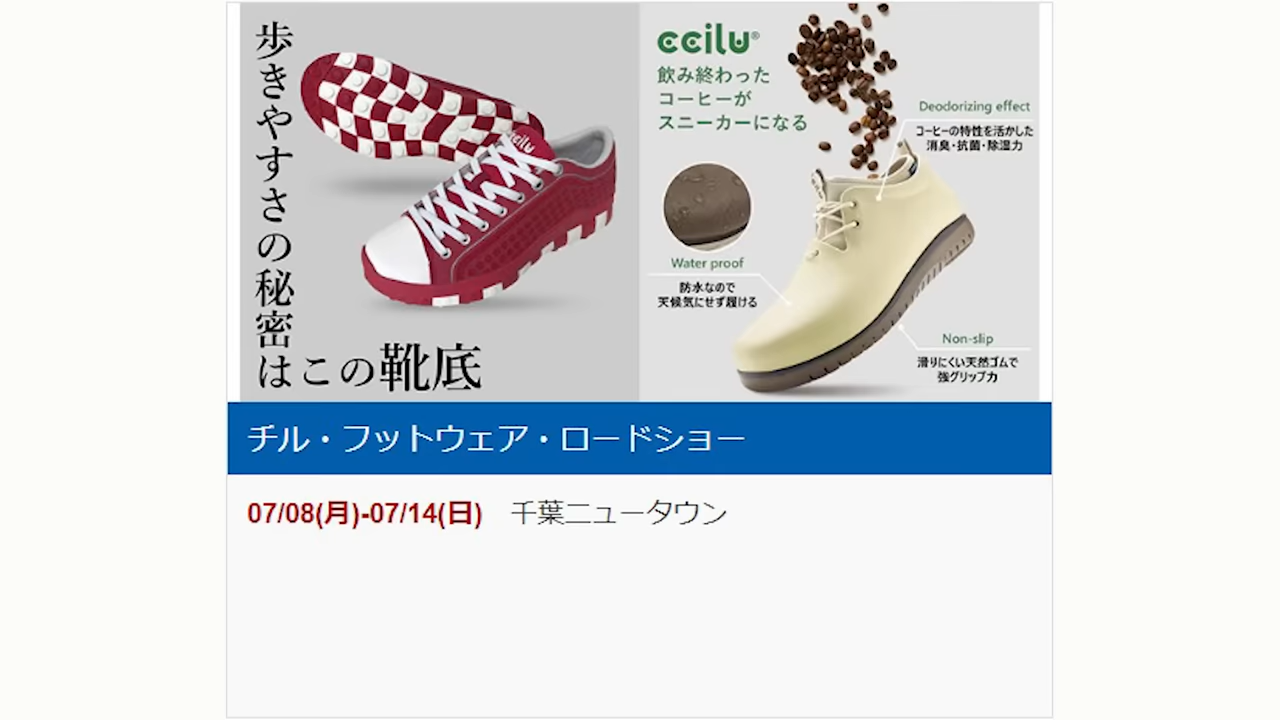 歩きやすさの秘密は
この靴底
ccilu
ccilu®
飲み終わった
コーヒーが
スニーカーになる
Deodorizing effect
コーヒーの特性を活かした
消臭・抗菌・除湿力
Water proof
防水なので
天候気にせず履ける
Non-slip
滑りにくい天然ゴムで
強グリップ力
チル・フットウェア・ロードショー
07/08(月)-07/14(日) 千葉ニュータウン